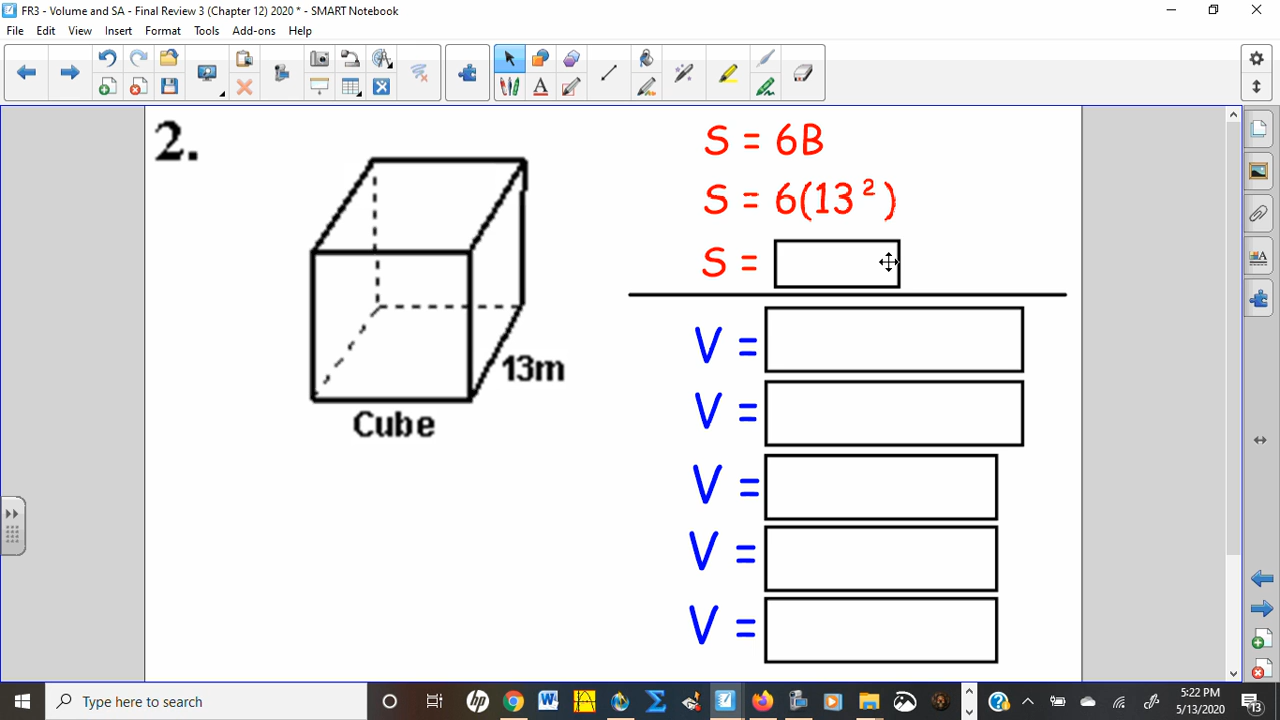 FR3 - Volume and SA - Final Review 3 (Chapter 12) 2020 * - SMART Notebook
File Edit View Insert Format Tools Add-ons Help
2.
S = 6B
S = 6(13²)
S =
V =
V =
V =
V =
V =
13m
Cube
Type here to search
5:22 PM
5/13/2020
13